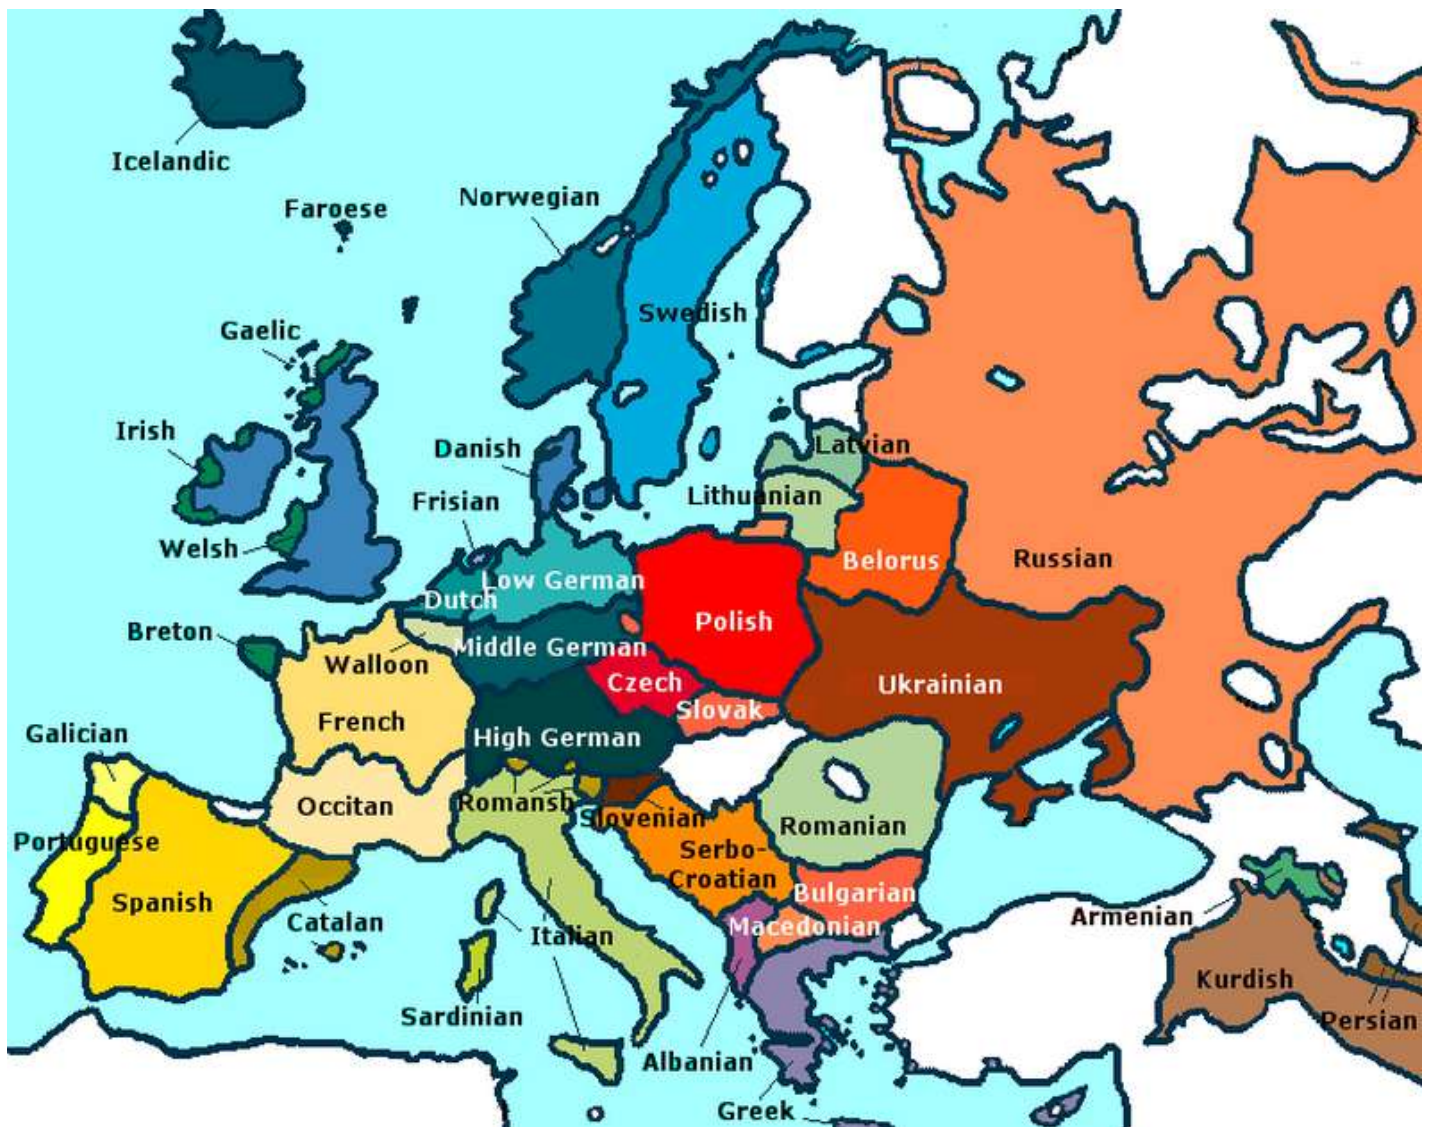 Icelandic
Faroese
Norwegian
Swedish
Gaelic
Irish
Danish
Latvian
Frisian
Lithuanian
Welsh
Belorus
Russian
Low German
Dutch
Polish
Breton
Walloon
Middle German
Czech
Ukrainian
Slovak
French
Galician
High German
Occitan
Romansh
Slovenian
Romanian
Portuguese
Serbo-
Croatian
Spanish
Bulgarian
Catalan
Macedonian
Armenian
Italian
Kurdish
Sardinian
Persian
Albanian
Greek